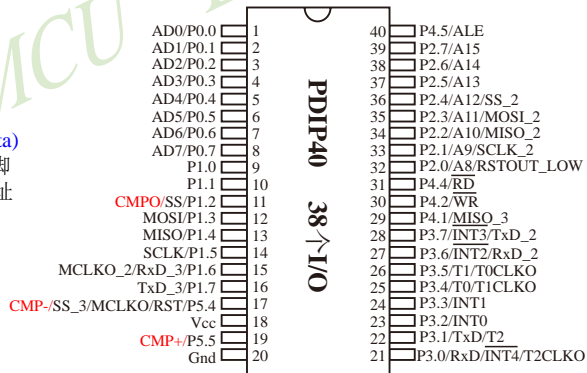 MCU
ta)
脚
址
AD0/P0.0 1
AD1/P0.1 2
AD2/P0.2 3
AD3/P0.3 4
AD4/P0.4 5
AD5/P0.5 6
AD6/P0.6 7
AD7/P0.7 8
P1.0 9
P1.1 10
CMPO/SS/P1.2 11
MOSI/P1.3 12
MISO/P1.4 13
SCLK/P1.5 14
MCLKO_2/RxD_3/P1.6 15
TxD_3/P1.7 16
CMP-/SS_3/MCLKO/RST/P5.4 17
Vcc 18
CMP+/P5.5 19
Gnd 20
PDIP40 38个I/O
40 P4.5/ALE
39 P2.7/A15
38 P2.6/A14
37 P2.5/A13
36 P2.4/A12/SS_2
35 P2.3/A11/MOSI_2
34 P2.2/A10/MISO_2
33 P2.1/A9/SCLK_2
32 P2.0/A8/RSTOUT_LOW
31 P4.4/RD
30 P4.2/WR
29 P4.1/MISO_3
28 P3.7/INT3/TxD_2
27 P3.6/INT2/RxD_2
26 P3.5/T1/T0CLKO
25 P3.4/T0/T1CLKO
24 P3.3/INT1
23 P3.2/INT0
22 P3.1/TxD/T2
21 P3.0/RxD/INT4/T2CLKO